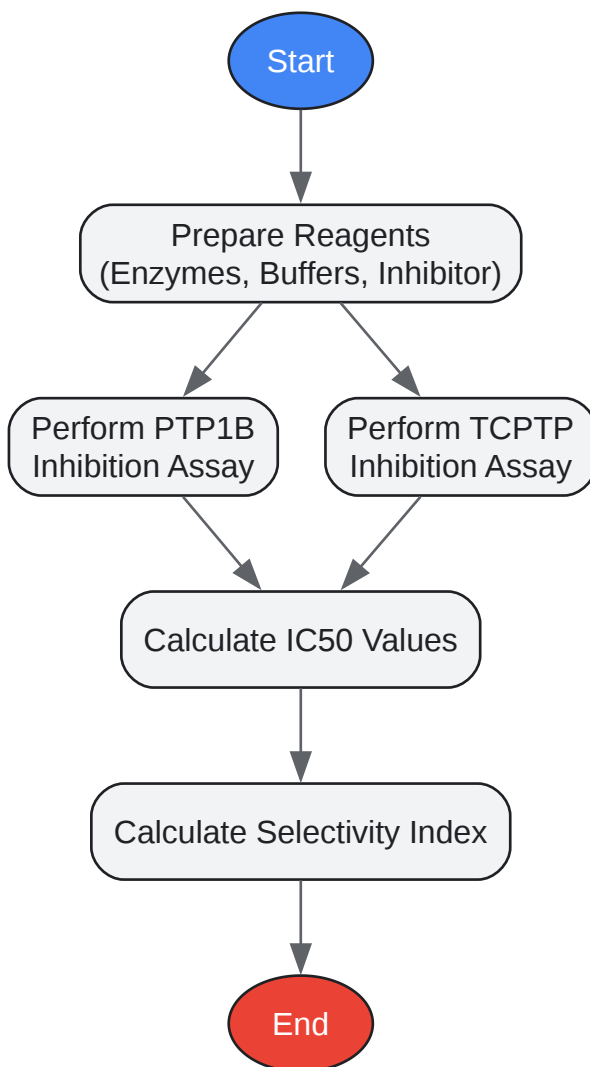 Start
Prepare Reagents
(Enzymes, Buffers, Inhibitor)
Perform PTP1B
Inhibition Assay
Perform TCPTP
Inhibition Assay
Calculate IC50 Values
Calculate Selectivity Index
End